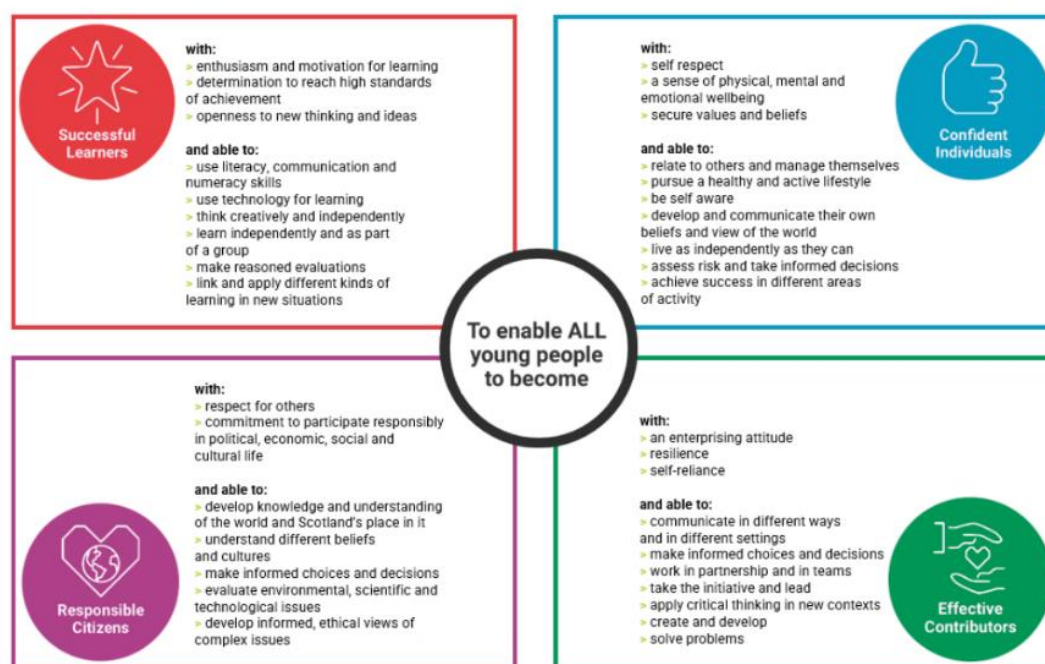 Successful
Learners
with:
> enthusiasm and motivation for learning
> determination to reach high standards
of achievement
> openness to new thinking and ideas
and able to:
> use literacy, communication and
numeracy skills
> use technology for learning
> think creatively and independently
> learn independently and as part
of a group
> make reasoned evaluations
> link and apply different kinds of
learning in new situations
with:
> self respect
> a sense of physical, mental and
emotional wellbeing
> secure values and beliefs
and able to:
> relate to others and manage themselves
> pursue a healthy and active lifestyle
> be self aware
> develop and communicate their own
beliefs and view of the world
> live as independently as they can
> assess risk and take informed decisions
> achieve success in different areas
of activity
Confident
Individuals
To enable ALL
young people
to become
Responsible
Citizens
with:
> respect for others
> commitment to participate responsibly
in political, economic, social and
cultural life
and able to:
> develop knowledge and understanding
of the world and Scotland's place in it
> understand different beliefs
and cultures
> make informed choices and decisions
> evaluate environmental, scientific and
technological issues
> develop informed, ethical views of
complex issues
with:
> an enterprising attitude
> resilience
> self-reliance
and able to:
> communicate in different ways
and in different settings
> make informed choices and decisions
> work in partnership and in teams
> take the initiative and lead
> apply critical thinking in new contexts
> create and develop
> solve problems
Effective
Contributors